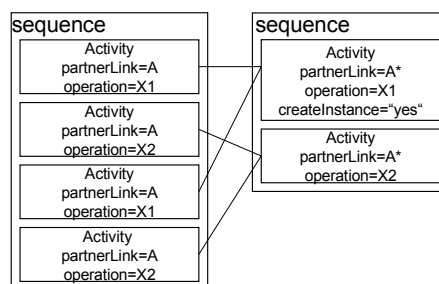 sequence
Activity
partnerLink=A
operation=X1
Activity
partnerLink=A
operation=X2
Activity
partnerLink=A
operation=X1
Activity
partnerLink=A
operation=X2
sequence
Activity
partnerLink=A*
operation=X1
createInstance=“yes“
Activity
partnerLink=A*
operation=X2